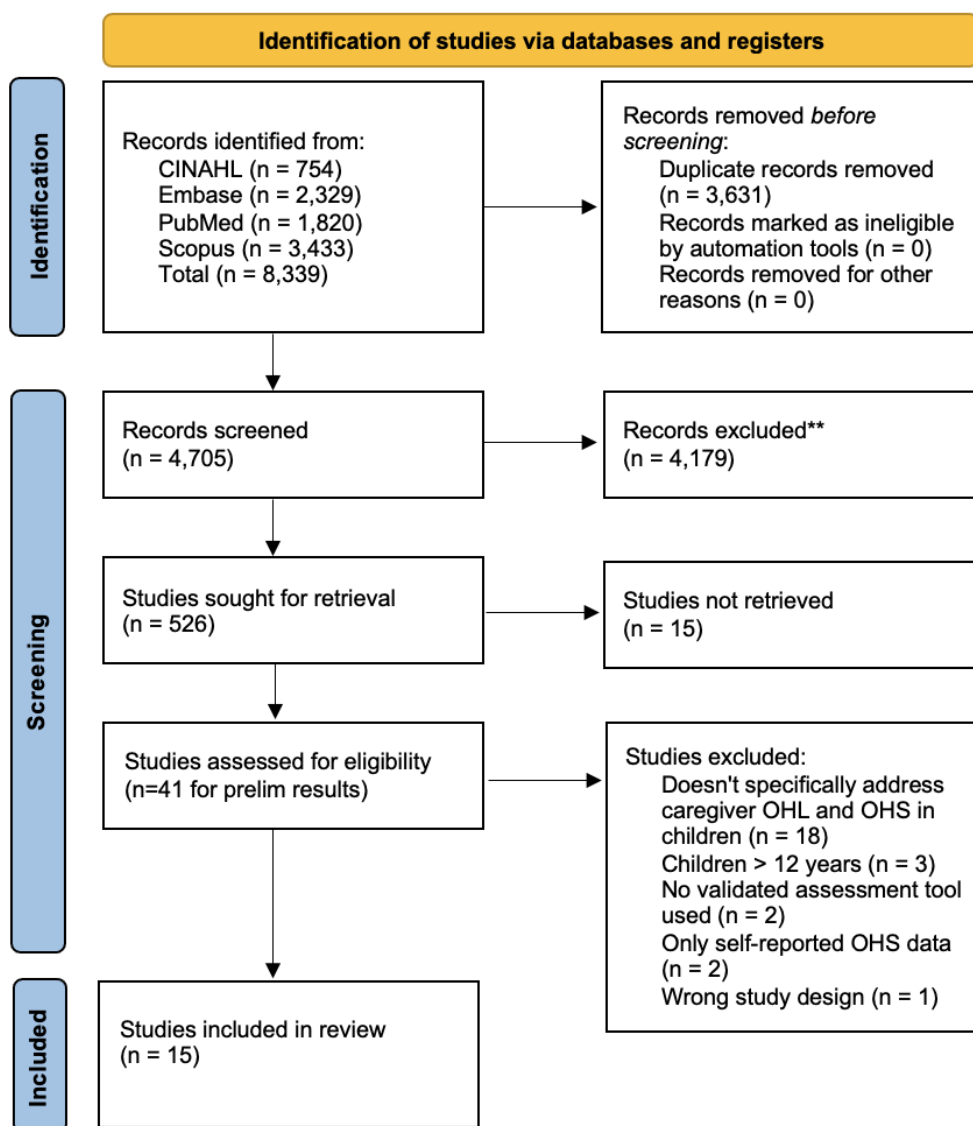 Identification of studies via databases and registers
Identification
Records identified from:
CINAHL (n = 754)
Embase (n = 2,329)
PubMed (n = 1,820)
Scopus (n = 3,433)
Total (n = 8,339)
Records removed before
screening:
Duplicate records removed
(n = 3,631)
Records marked as ineligible
by automation tools (n = 0)
Records removed for other
reasons (n = 0)
Screening
Records screened
(n = 4,705)
Records excluded**
(n = 4,179)
Studies sought for retrieval
(n = 526)
Studies not retrieved
(n = 15)
Studies assessed for eligibility
(n=41 for prelim results)
Studies excluded:
Doesn't specifically address
caregiver OHL and OHS in
children (n = 18)
Children > 12 years (n = 3)
No validated assessment tool
used (n = 2)
Only self-reported OHS data
(n = 2)
Wrong study design (n = 1)
Included
Studies included in review
(n = 15)